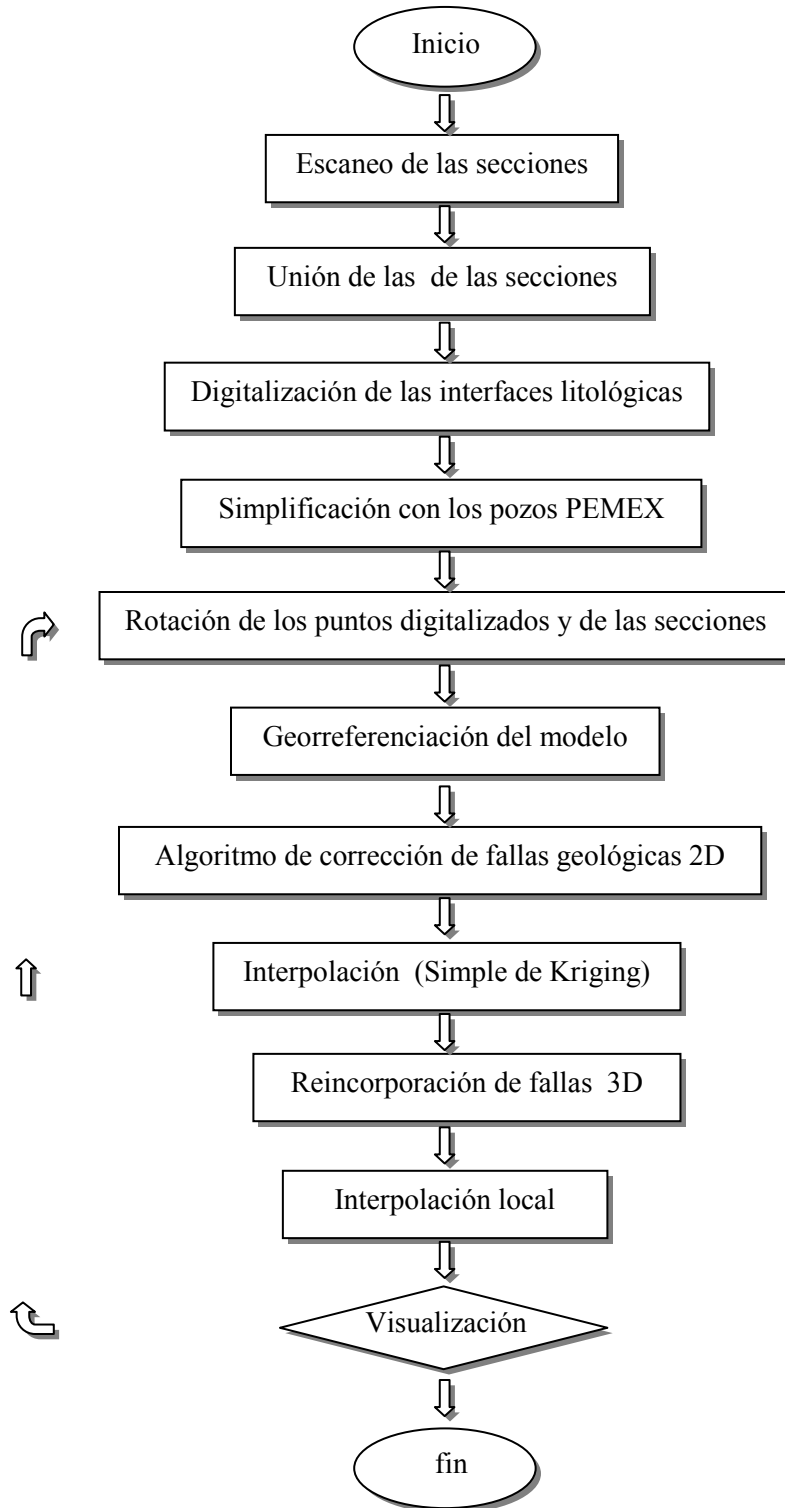 Inicio
Escaneo de las secciones
Unión de las  de las secciones
Digitalización de las interfaces litológicas
Simplificación con los pozos PEMEX
Rotación de los puntos digitalizados y de las secciones
Georreferenciación del modelo
Algoritmo de corrección de fallas geológicas 2D
Interpolación  (Simple de Kriging)
Reincorporación de fallas  3D
Interpolación local
Visualización
fin